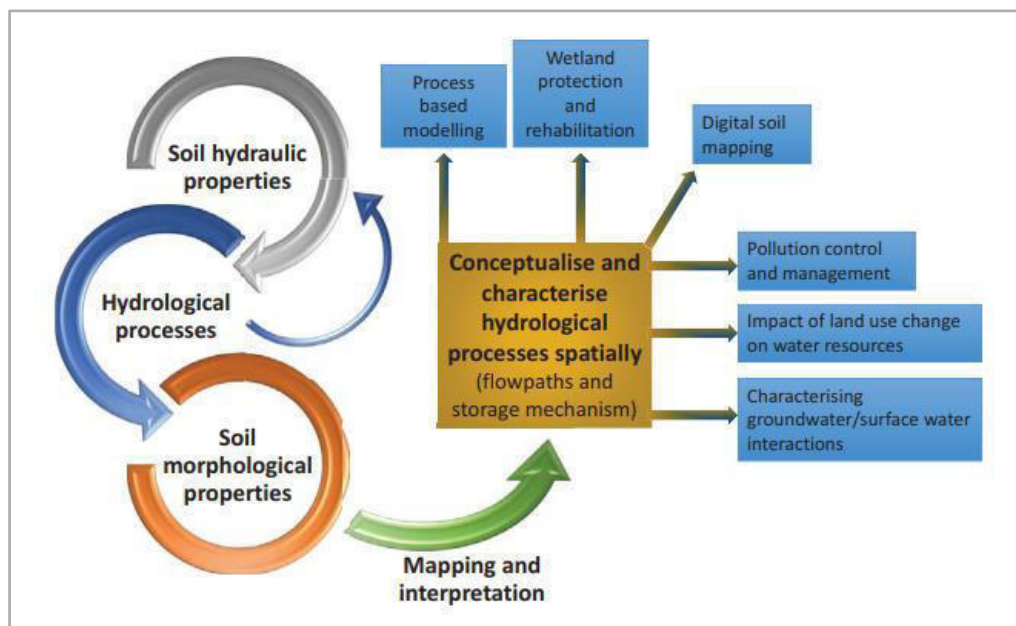 Soil hydraulic
properties
Hydrological
processes
Soil
morphological
properties
Mapping and
interpretation
Conceptualise and
characterise
hydrological
processes spatially
(flowpaths and
storage mechanism)
Process
based
modelling
Wetland
protection
and
rehabilitation
Digital soil
mapping
Pollution control
and management
Impact of land use change
on water resources
Characterising
groundwater/surface water
interactions